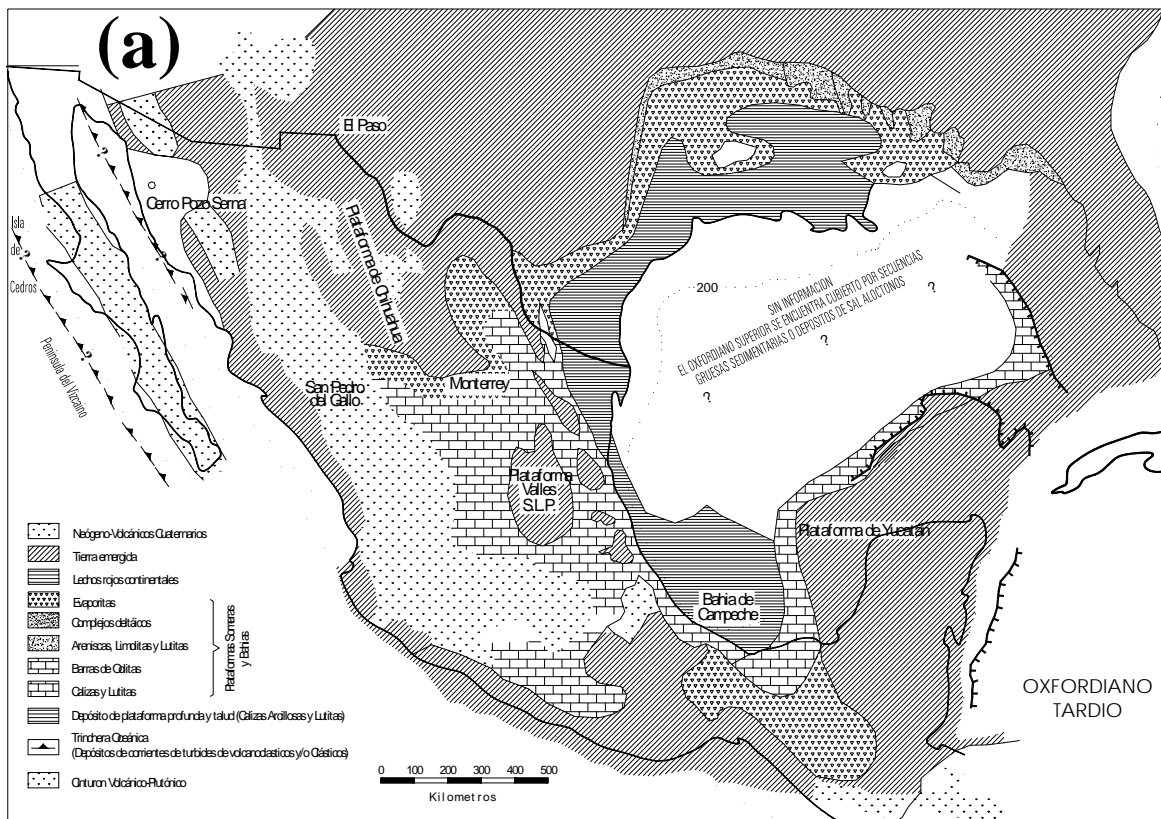 (a)
El Paso
Cerro Pozo Serna
Isla
de
Cedros
Península del Vizcaíno
Plataforma de Chihuahua
San Pedro
del Gallo
Monterrey
Plataforma
Valles
S.L.P.
200
SIN INFORMACION
EL OXFORDIANO SUPERIOR SE ENCUENTRA CUBIERTO POR SECUENCIAS
GRUESAS SEDIMENTARIAS O DEPOSITOS DE SAL ALOCTONOS
?
?
?
?
?
?
?
?
Plataforma de Yucatán
Bahía de
Campeche
OXFORDIANO
TARDIO
Neógeno-Volcánicos Cuaternarios
Tierra emergida
Lechos rojos continentales
Evaporitas
Complejos deltáicos
Areniscas, Limolitas y Lutitas
Barras de Oolitas
Calizas y Lutitas
Plataformas Someras
y Bahías
Depósito de plataforma profunda y talud (Calizas Arcillosas y Lutitas)
Trinchera Oceánica
(Depósitos de corrientes de turbides de volcanoclasticos y/o Clásticos)
Cinturon Volcánico-Plutónico
0 100 200 300 400 500
Kilometros